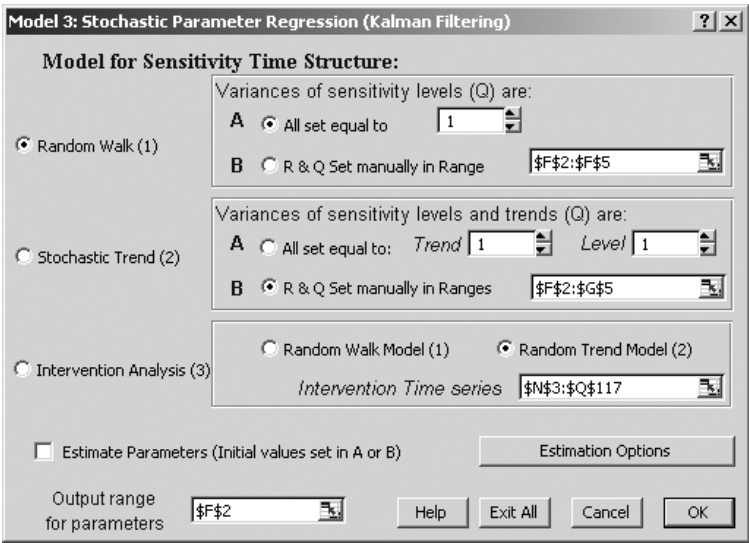 Model 3: Stochastic Parameter Regression (Kalman Filtering)
Model for Sensitivity Time Structure:
Variances of sensitivity levels (Q) are:
Random Walk (1)
A All set equal to 1
B R & Q Set manually in Range $F$2:$F$5
Variances of sensitivity levels and trends (Q) are:
Stochastic Trend (2)
A All set equal to: Trend 1 Level 1
B R & Q Set manually in Ranges $F$2:$G$5
Intervention Analysis (3)
Random Walk Model (1) Random Trend Model (2)
Intervention Time series $N$3:$Q$117
Estimate Parameters (Initial values set in A or B)
Estimation Options
Output range
for parameters
$F$2
Help
Exit All
Cancel
OK